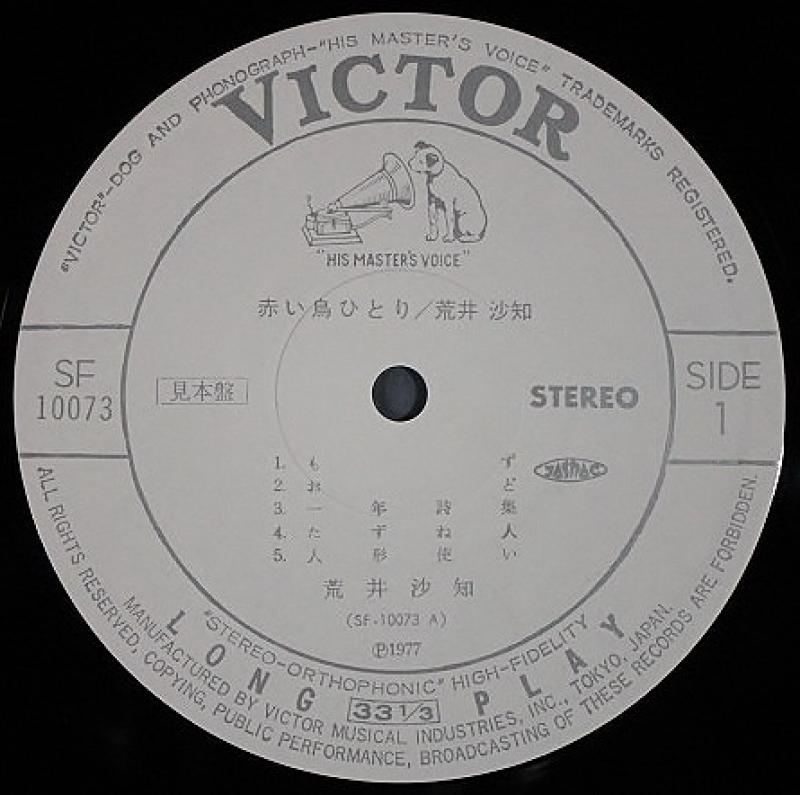 "VICTOR"-DOG AND PHONOGRAPH-"HIS MASTER'S VOICE" TRADEMARKS REGISTERED.
VICTOR
"HIS MASTER'S VOICE"
赤い鳥ひとり/荒井 沙知
SF
10073
見本盤
STEREO
SIDE
1
JASRAC
1. もず
2. おど
3. 一年詩集
4. たずね人
5. 人形使い
荒井沙知
(SF-10073 A)
Ⓟ1977
"STEREO-ORTHOPHONIC" HIGH-FIDELITY
LONG 33 1/3 PLAY
MANUFACTURED BY VICTOR MUSICAL INDUSTRIES, INC., TOKYO, JAPAN.
ALL RIGHTS RESERVED, COPYING, PUBLIC PERFORMANCE, BROADCASTING OF THESE RECORDS ARE FORBIDDEN.